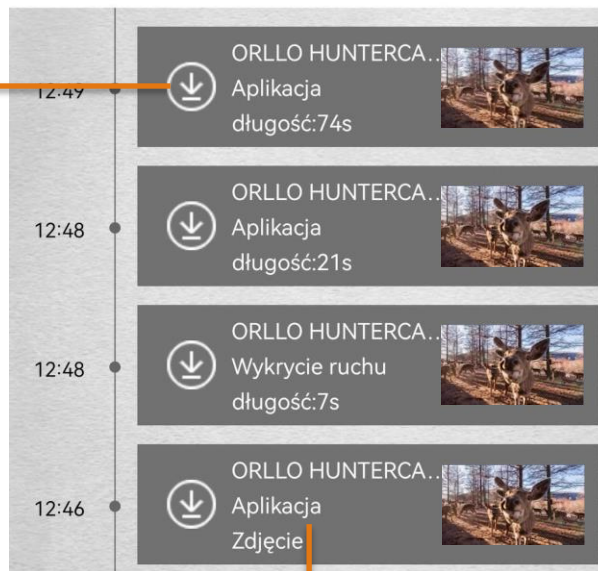 12:49
ORLLO HUNTERCA..
Aplikacja
długość:74s
12:48
ORLLO HUNTERCA..
Aplikacja
długość:21s
12:48
ORLLO HUNTERCA..
Wykrycie ruchu
długość:7s
12:46
ORLLO HUNTERCA..
Aplikacja
Zdjęcie